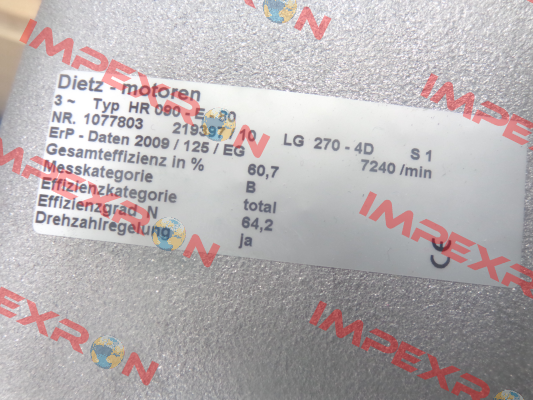 Dietz - motoren
3 ~ Typ HR 090 - E - 80 LG 270 - 4D S 1
NR. 1077803 219397 / 10 7240 /min
ErP - Daten 2009 / 125 / EG
Gesamteffizienz in % 60,7
Messkategorie B
Effizienzkategorie total
Effizienzgrad N 64,2
Drehzahlregelung ja
CE
IMPEXRON
IMPEXRON
IMPEXRON
IMPEXRON
IMPEXRON